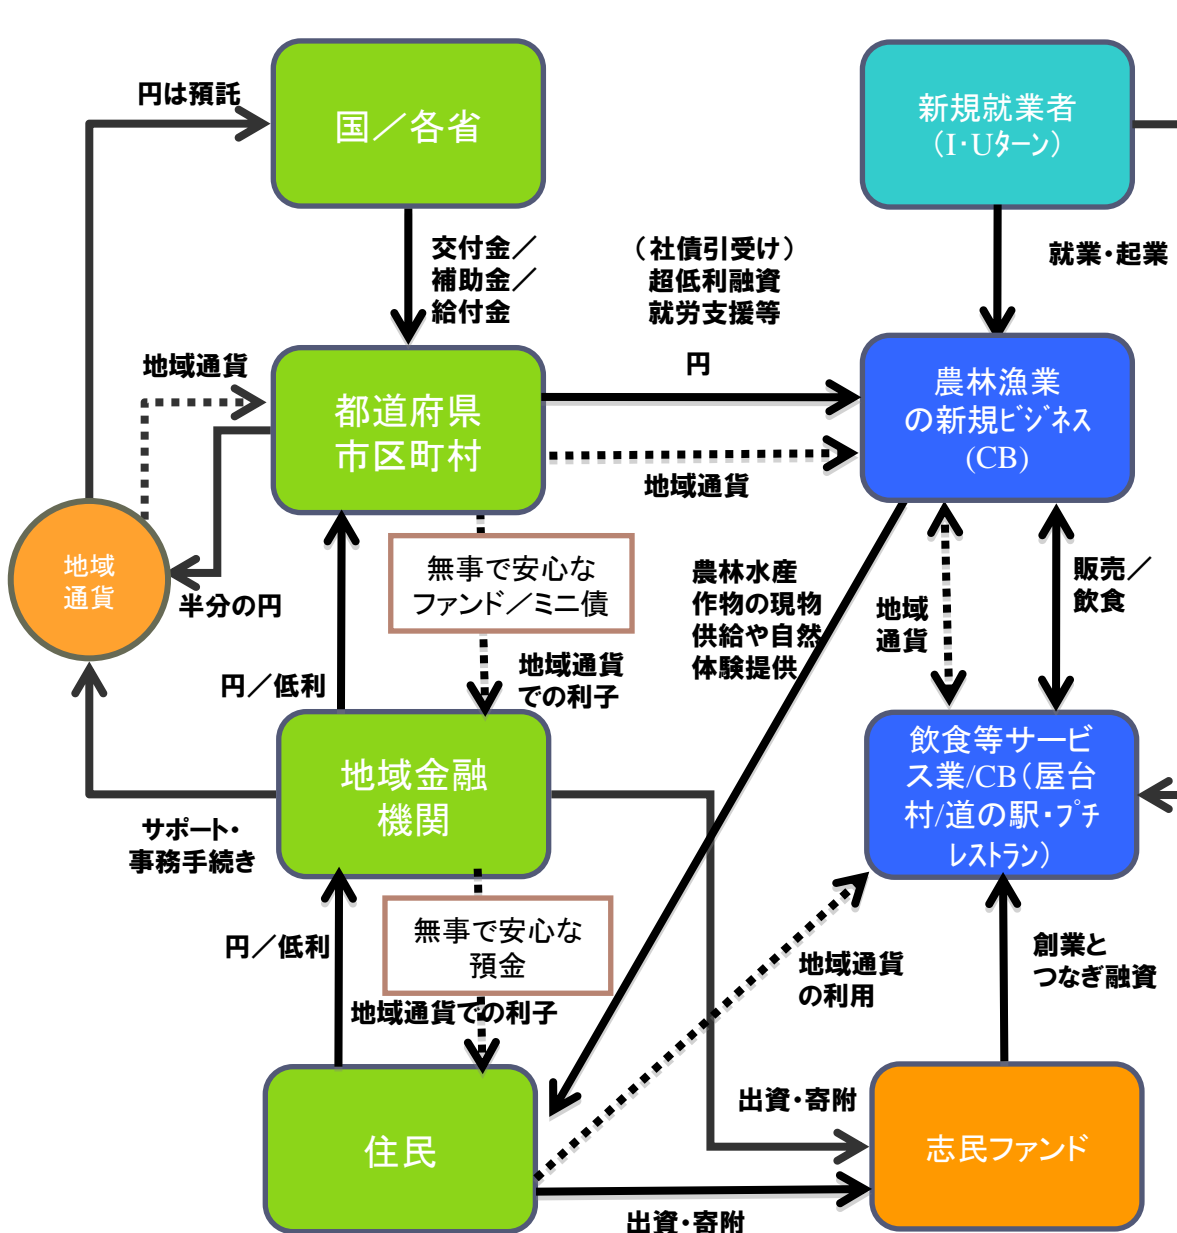 円は預託
国／各省
新規就業者
（I・Uターン）
交付金／
補助金／
給付金
（社債引受け）
超低利融資
就労支援等
円
就業・起業
地域通貨
都道府県
市区町村
農林漁業
の新規ビジネス
(CB)
地域通貨
地域
通貨
半分の円
無事で安心な
ファンド／ミニ債
農林水産
作物の現物
供給や自然
体験提供
地域
通貨
販売／
飲食
円／低利
地域通貨
での利子
地域金融
機関
飲食等サービ
ス業/CB（屋台
村/道の駅・プチ
レストラン）
サポート・
事務手続き
円／低利
無事で安心な
預金
地域通貨での利子
地域通貨
の利用
創業と
つなぎ融資
出資・寄附
住民
志民ファンド
出資・寄附